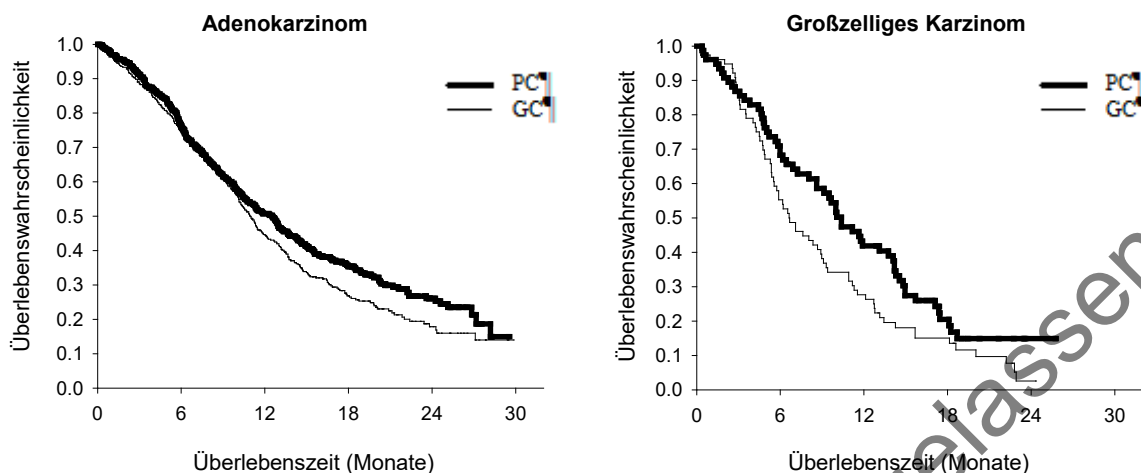 Adenokarzinom
Überlebenswahrscheinlichkeit
1.0
0.9
0.8
0.7
0.6
0.5
0.4
0.3
0.2
0.1
0.0
0 6 12 18 24 30
Überlebenszeit (Monate)
PC¶
GC¶
Großzelliges Karzinom
Überlebenswahrscheinlichkeit
1.0
0.9
0.8
0.7
0.6
0.5
0.4
0.3
0.2
0.1
0.0
0 6 12 18 24 30
Überlebenszeit (Monate)
PC¶
GC¶
elassen